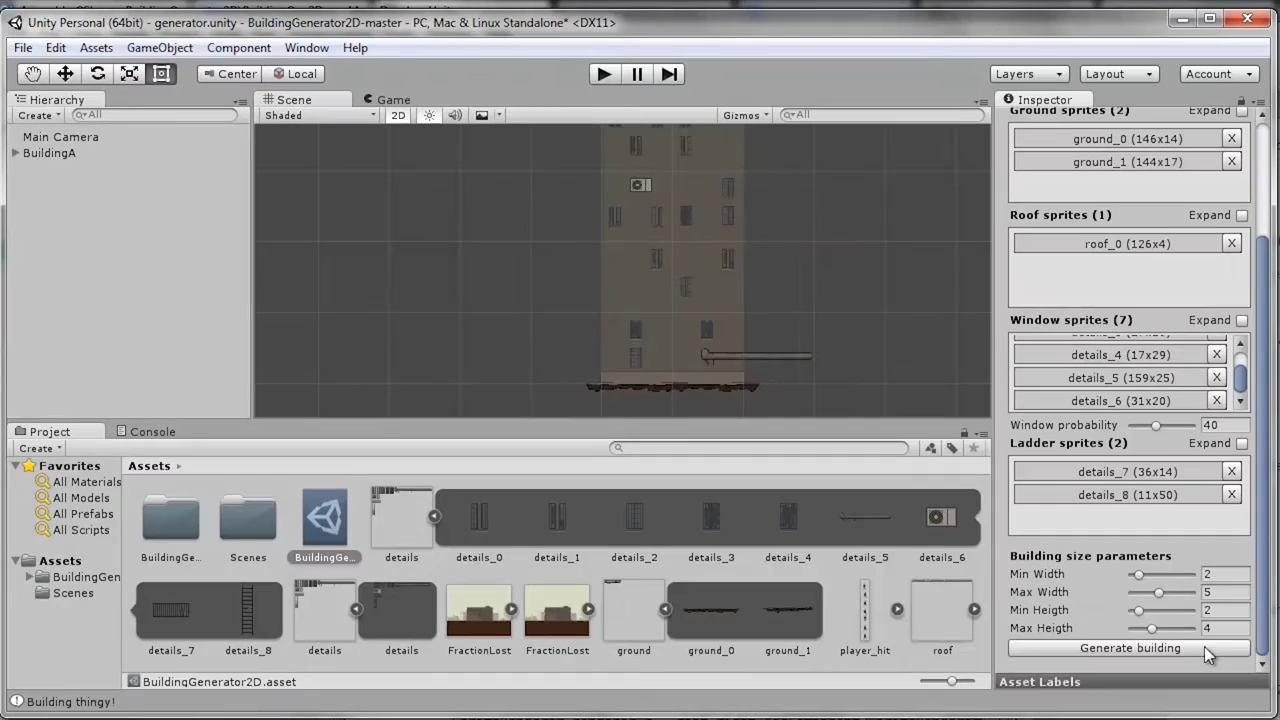 Unity Personal (64bit) - generator.unity - BuildingGenerator2D-master - PC, Mac & Linux Standalone* <DX11>
File Edit Assets GameObject Component Window Help
Center Local Layers Layout Account
Hierarchy Scene Game Inspector
Create All Shaded 2D Gizmos All
Ground sprites (2) Expand
Main Camera
ground_0 (146x14) X
BuildingA
ground_1 (144x17) X
Roof sprites (1) Expand
roof_0 (126x4) X
Window sprites (7) Expand
details_4 (17x29) X
details_5 (159x25) X
details_6 (31x20) X
Window probability 40
Project Console
Ladder sprites (2) Expand
Create
Favorites Assets
details_7 (36x14) X
All Materials
All Models
details_8 (11x50) X
All Prefabs
All Scripts
BuildingGe... Scenes BuildingGe... details details_0 details_1 details_2 details_3 details_4 details_5 details_6
Building size parameters
Assets
Min Width 2
BuildingGen
Max Width 5
Scenes
Min Heigth 2
Max Heigth 4
details_7 details_8 details details FractionLost FractionLost ground ground_0 ground_1 player_hit roof
Generate building
BuildingGenerator2D.asset
Asset Labels
Building thingy!